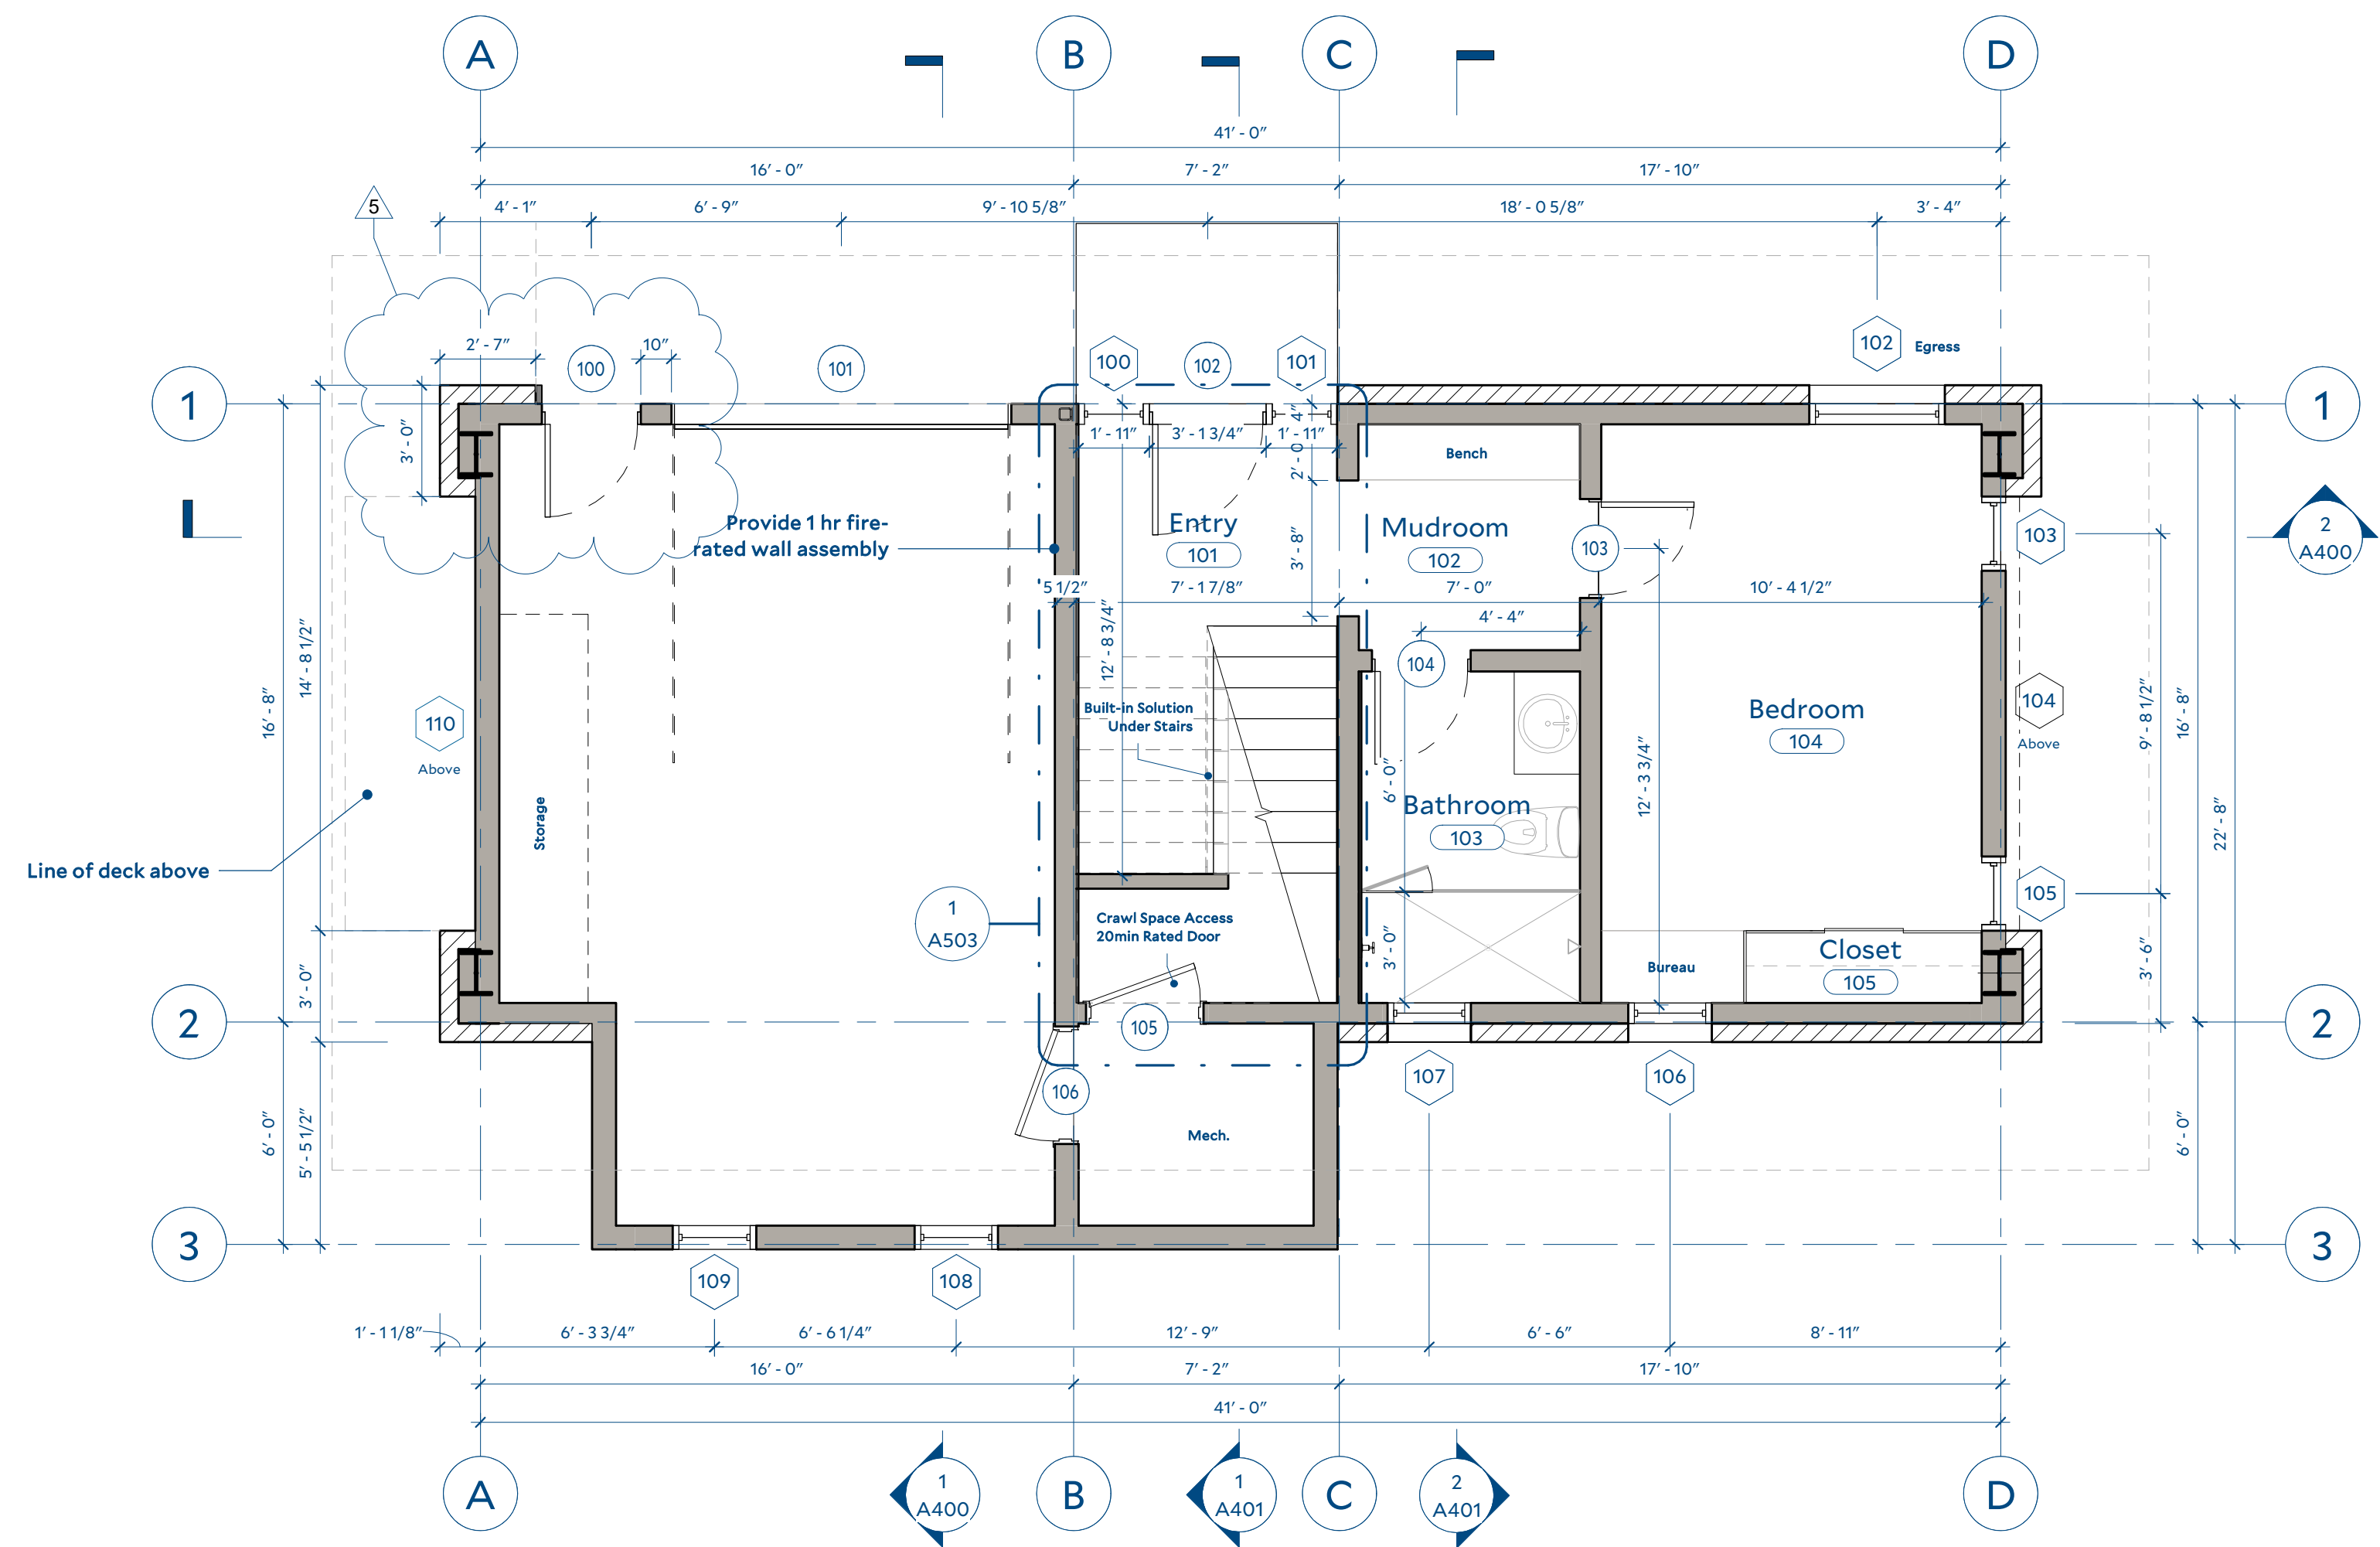 A
B
C
D
41′ - 0″
16′ - 0″
7′ - 2″
17′ - 10″
4′ - 1″
6′ - 9″
9′ - 10 5/8″
18′ - 0 5/8″
3′ - 4″
5
2′ - 7″
100
10″
101
100
102
101
102
Egress
1
1
3′ - 0″
1′ - 11″
3′ - 1 3/4″
1′ - 11″
2′ - 0 3/4″
Bench
Provide 1 hr fire-
rated wall assembly
Entry
101
Mudroom
102
103
103
2
A400
3′ - 8″
5 1/2″
7′ - 1 7/8″
7′ - 0″
10′ - 4 1/2″
4′ - 4″
12′ - 8 3/4″
14′ - 8 1/2″
16′ - 8″
104
110
Above
Built-in Solution
Under Stairs
Bedroom
104
104
Above
9′ - 8 1/2″
16′ - 8″
12′ - 3 3/4″
6′ - 0″
Bathroom
103
Storage
22′ - 8″
Line of deck above
105
1
A503
Crawl Space Access
20min Rated Door
3′ - 0″
Closet
105
Bureau
3′ - 6″
3′ - 0″
2
2
105
106
107
106
6′ - 0″
5′ - 5 1/2″
Mech.
6′ - 0″
3
3
109
108
1′ - 1 1/8″
6′ - 3 3/4″
6′ - 6 1/4″
12′ - 9″
6′ - 6″
8′ - 11″
16′ - 0″
7′ - 2″
17′ - 10″
41′ - 0″
A
1
A400
B
1
A401
C
2
A401
D